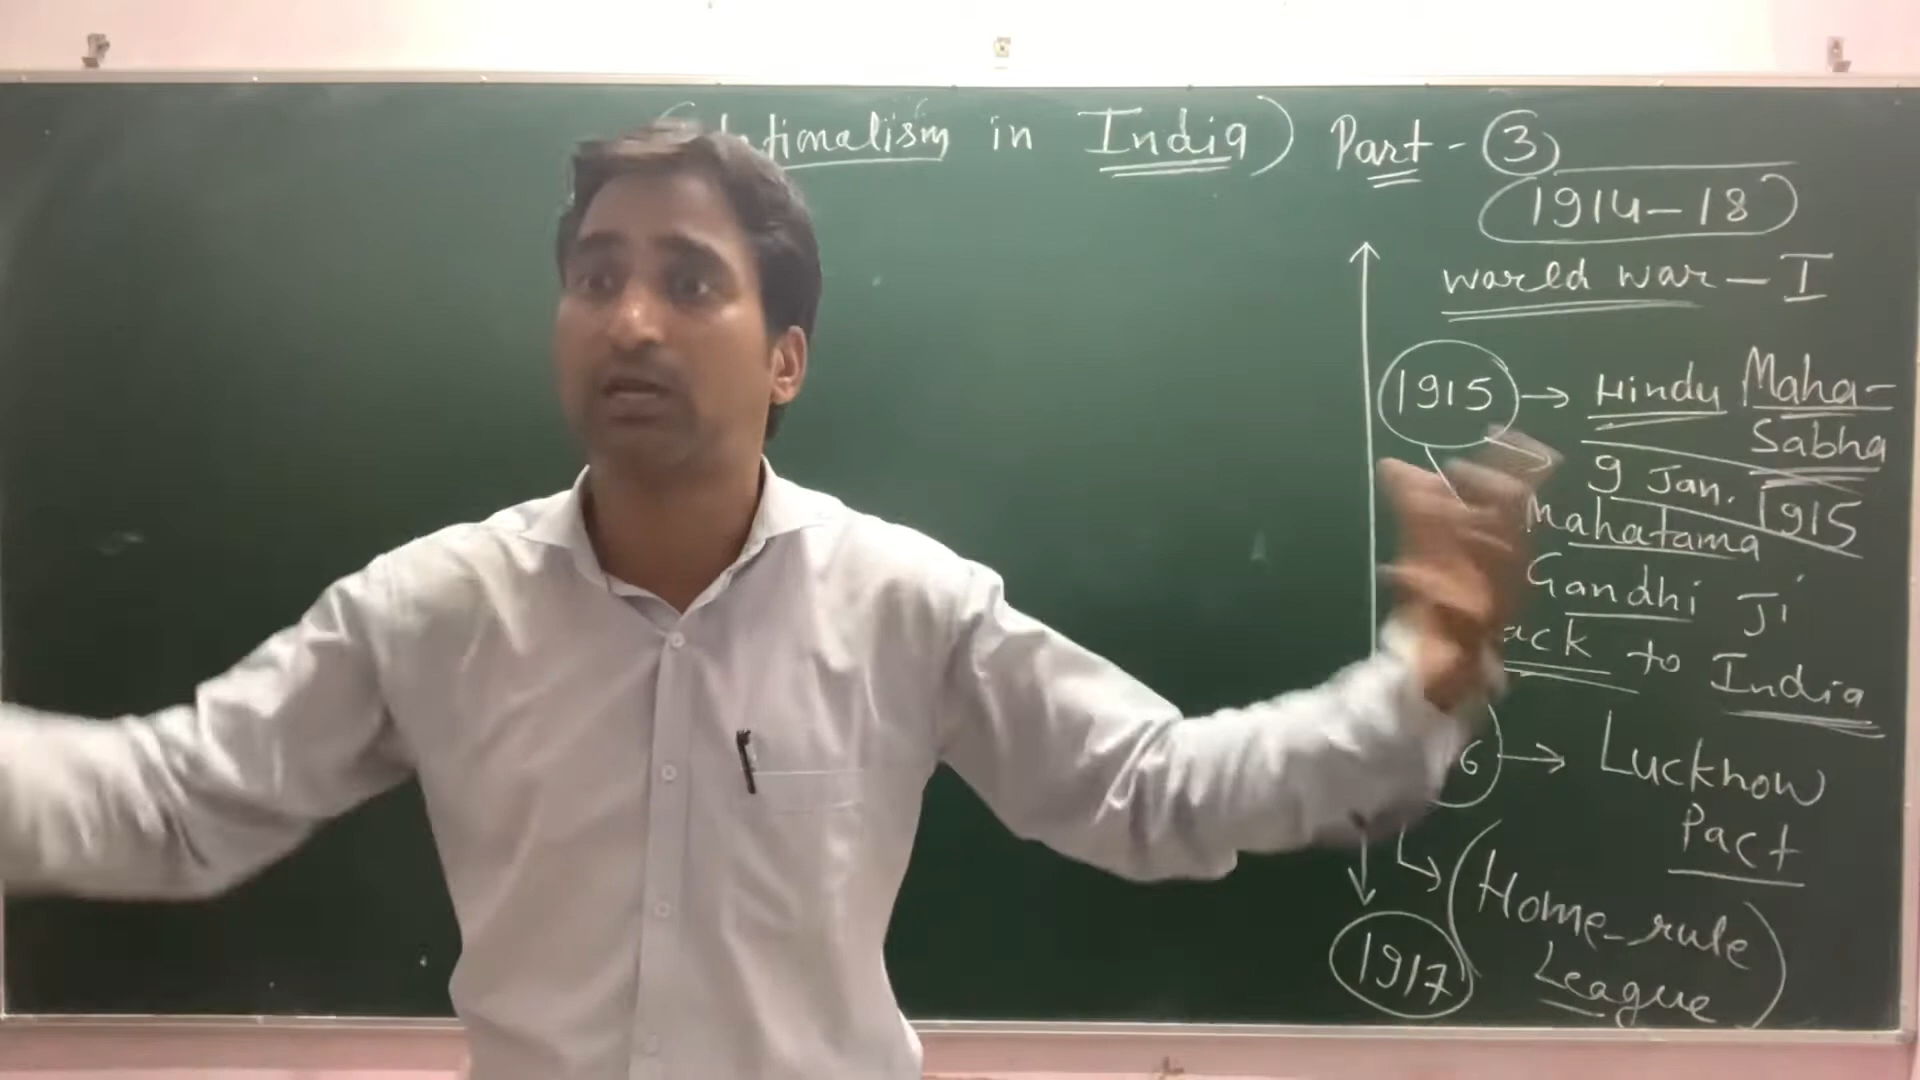 in India) Part - 3
1914-18
world war - I
1915 → Hindu Maha-
Sabha
9 Jan. 1915
Mahatama
Gandhi Ji
to India
→ Lucknow
Pact
(Home-rule
League)
1917